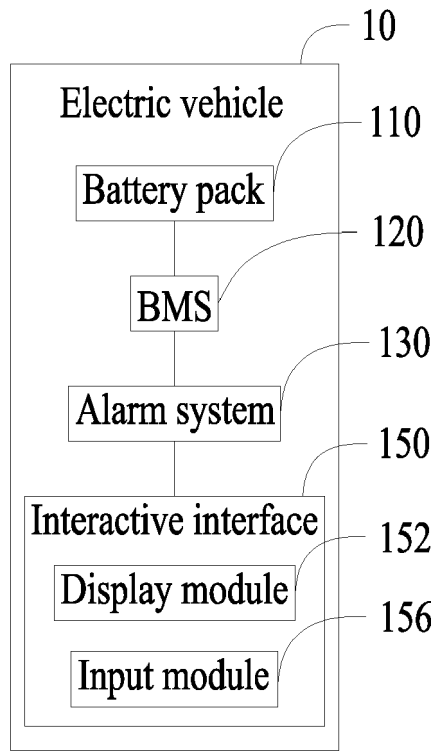 10
Electric vehicle
110
Battery pack
120
BMS
130
Alarm system
150
Interactive interface
152
Display module
156
Input module